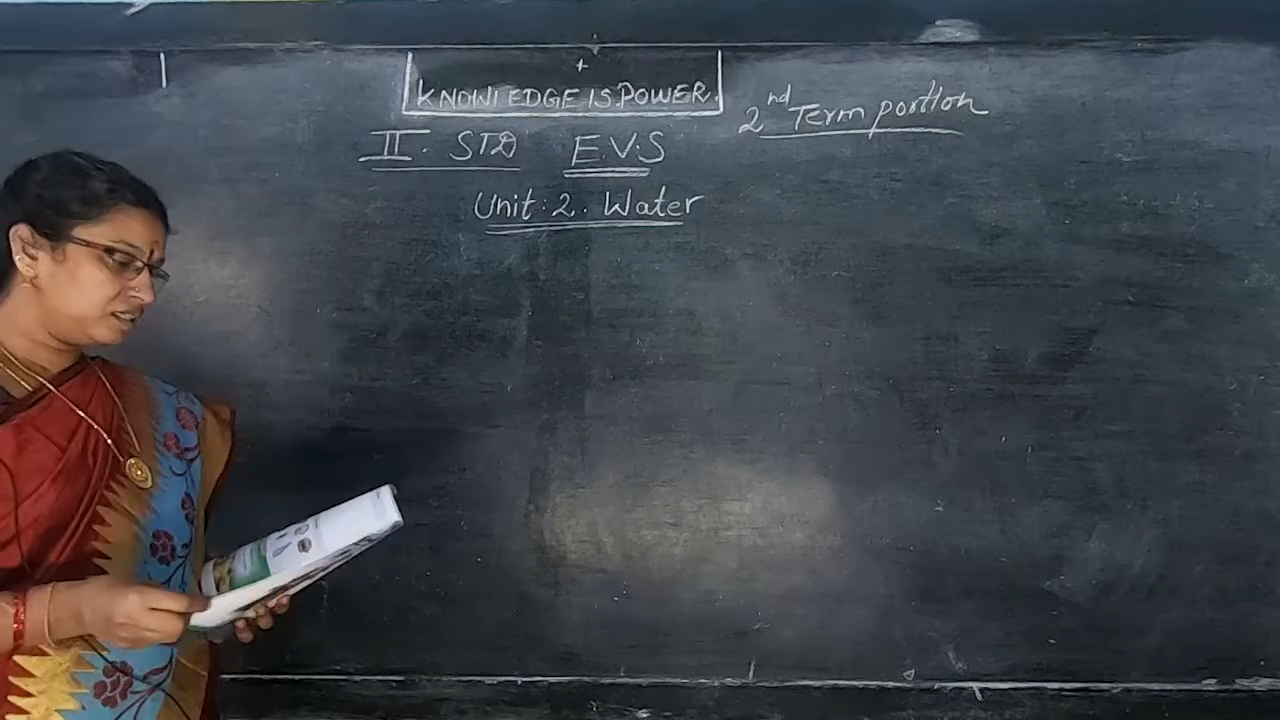 KNOWLEDGE IS POWER.
2nd Term portion
II. STD E.V.S
Unit: 2. Water